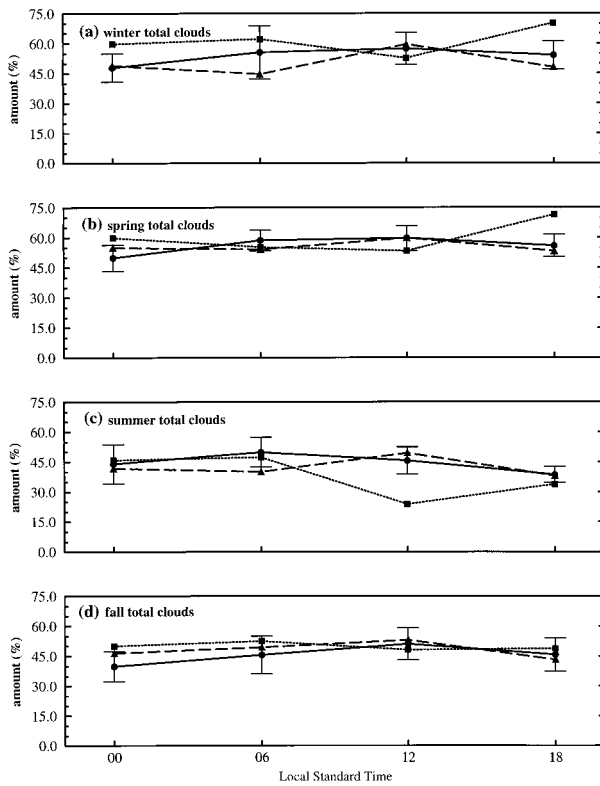 (a) winter total clouds
75.0
60.0
45.0
30.0
15.0
0.0
amount (%)
(b) spring total clouds
75.0
60.0
45.0
30.0
15.0
0.0
amount (%)
(c) summer total clouds
75.0
60.0
45.0
30.0
15.0
0.0
amount (%)
(d) fall total clouds
75.0
60.0
45.0
30.0
15.0
0.0
amount (%)
00 06 12 18
Local Standard Time